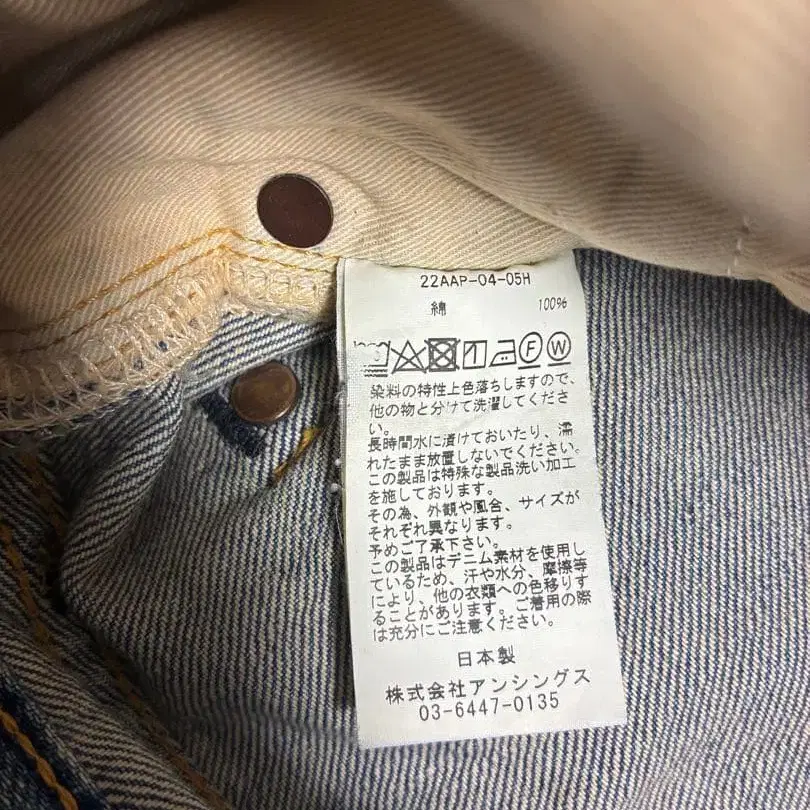 22AAP-04-05H
綿 100%
F W
染料の特性上色落ちしますので、
他の物と分けて洗濯してくださ
い。
長時間水に漬けておいたり、濡
れたまま放置しないでください。
この製品は特殊な製品洗い加工
を施しております。
その為、外観や風合、サイズが
それぞれ異なります。
予めご了承下さい。
この製品はデニム素材を使用し
ているため、汗や水分、摩擦等
により、他の衣類への色移りす
ることがあります。ご着用の際
は充分にご注意ください。
日本製
株式会社アンシングス
03-6447-0135